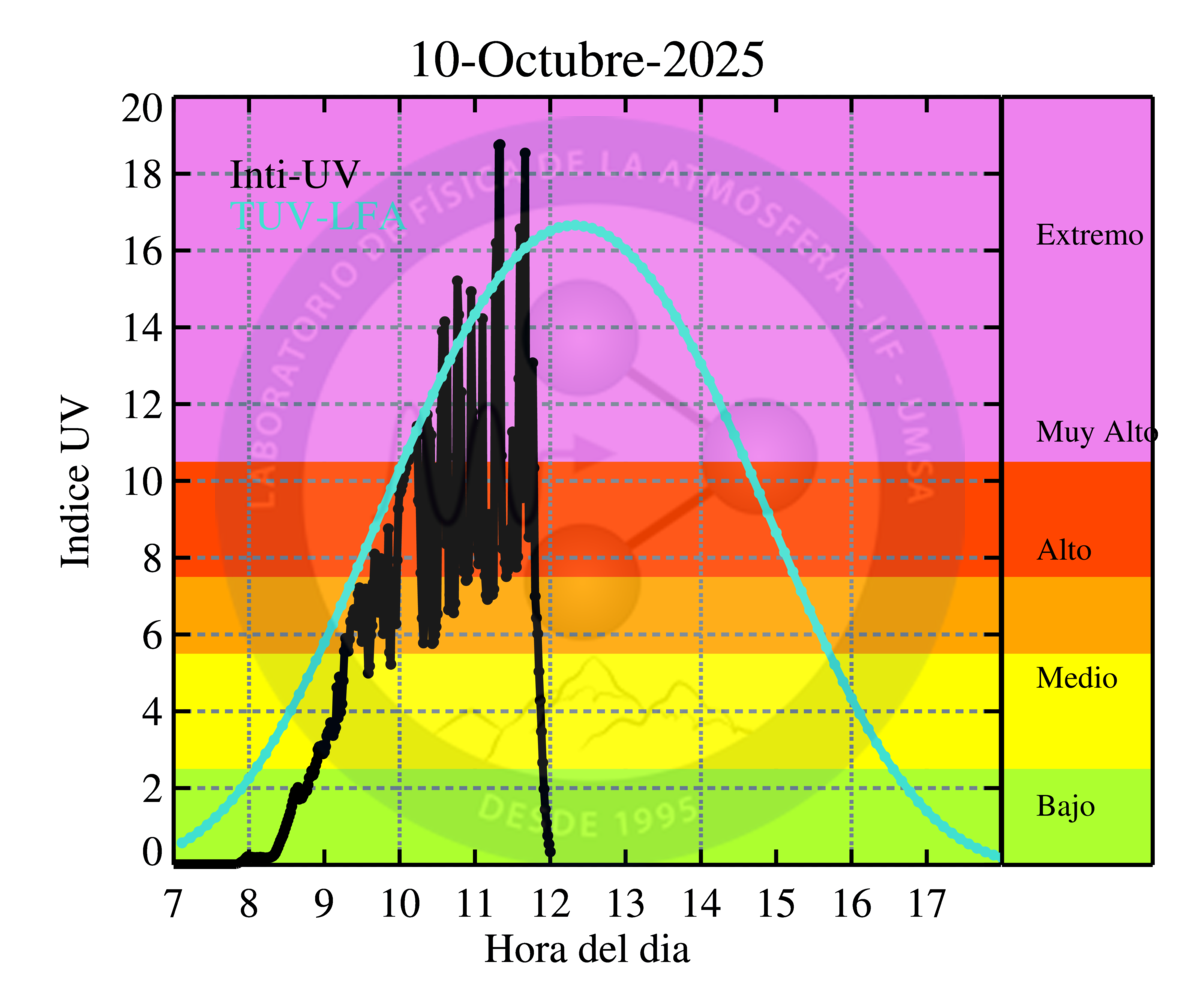 10-Octubre-2025
20
18
16
14
12
10
8
6
4
2
0
Indice UV
Inti-UV
TUV-LFA
LABORATORIO DE FÍSICA DE LA ATMÓSFERA - IIF - UMSA
DESDE 1995
Extremo
Muy Alto
Alto
Medio
Bajo
7 8 9 10 11 12 13 14 15 16 17
Hora del dia